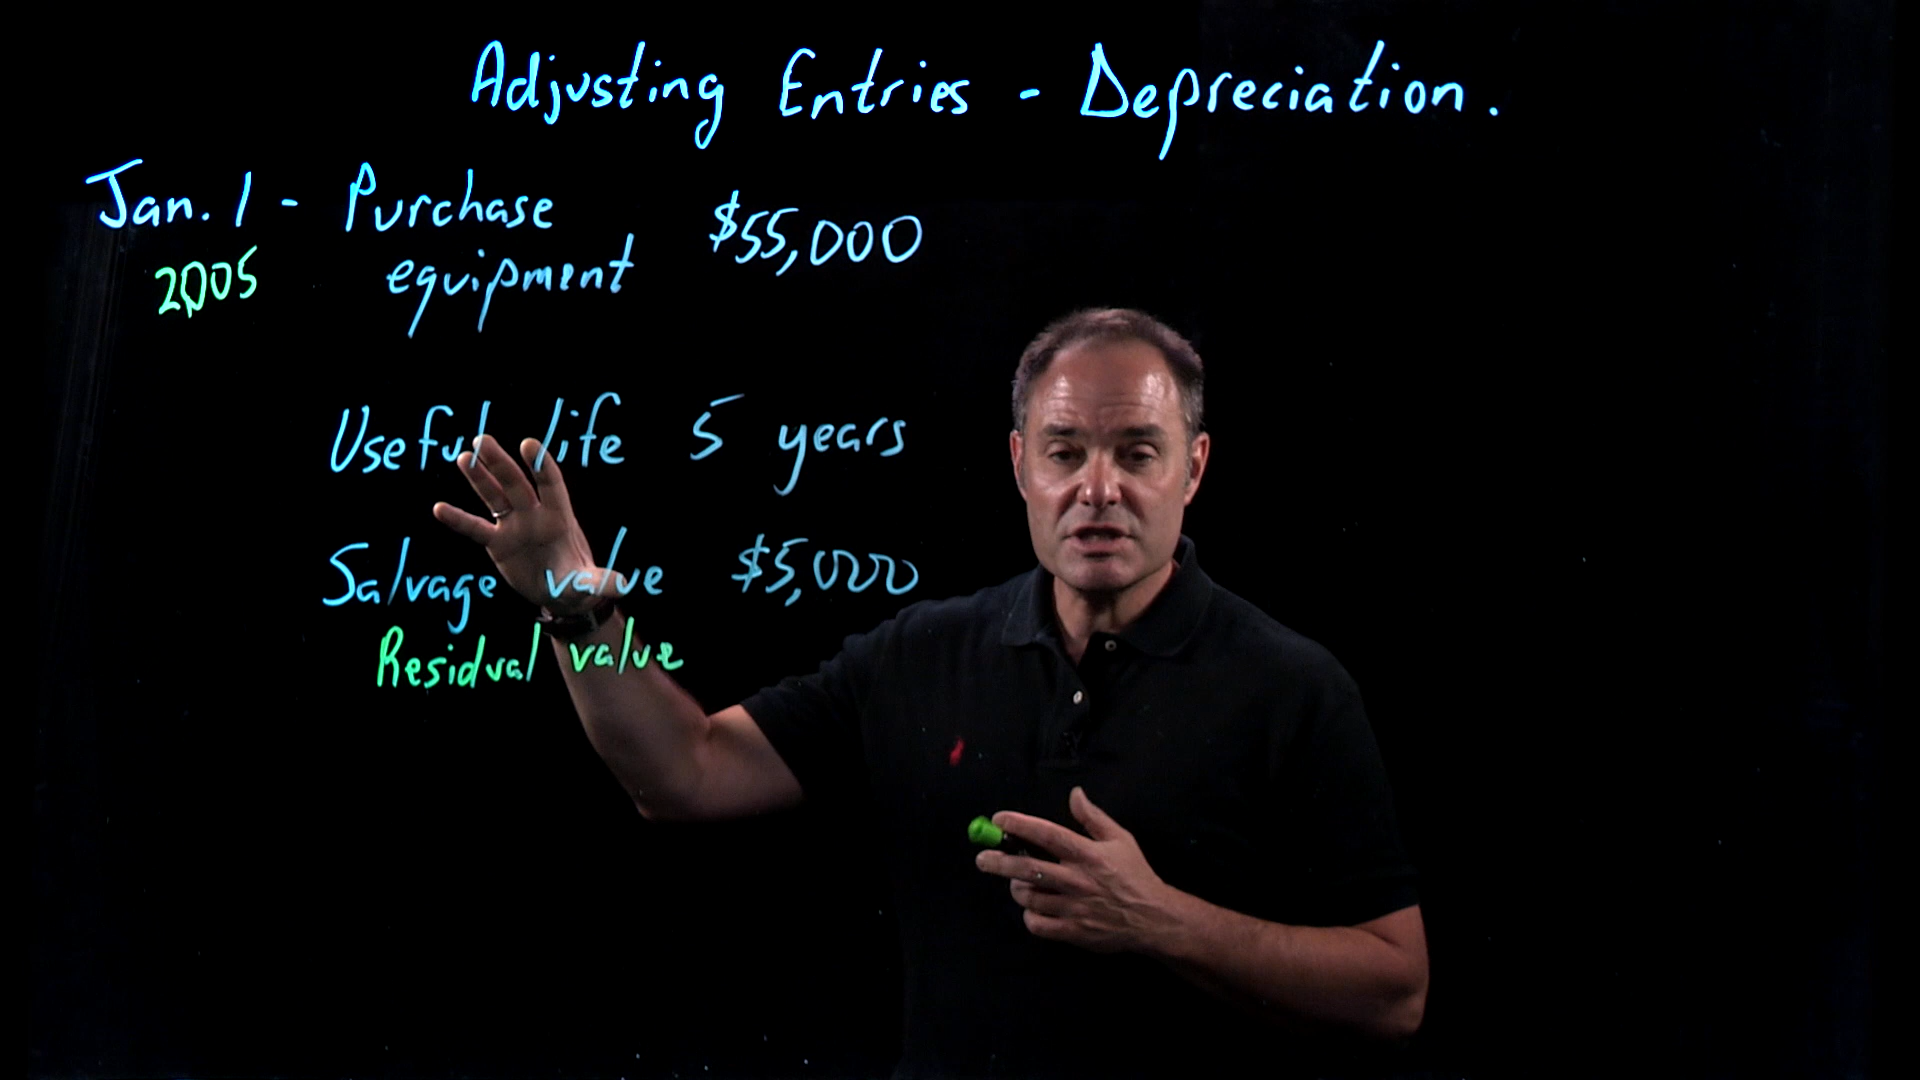 Adjusting Entries - Depreciation.
Jan. 1 - Purchase $55,000
2005 equipment
Useful life 5 years
Salvage value $5,000
Residual value